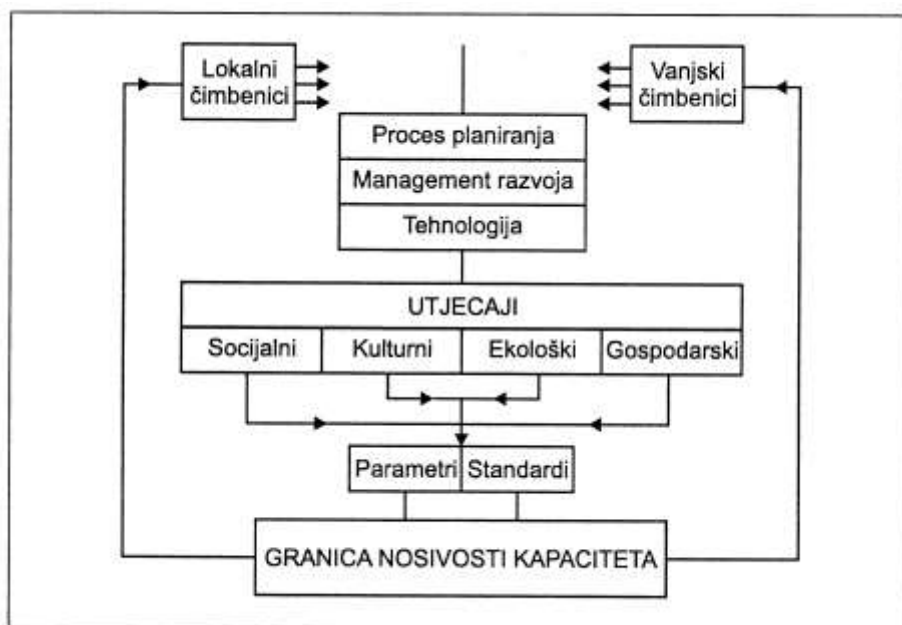 Lokalni
čimbenici
Vanjski
čimbenici
Proces planiranja
Management razvoja
Tehnologija
UTJECAJI
Socijalni
Kulturni
Ekološki
Gospodarski
Parametri
Standardi
GRANICA NOSIVOSTI KAPACITETA